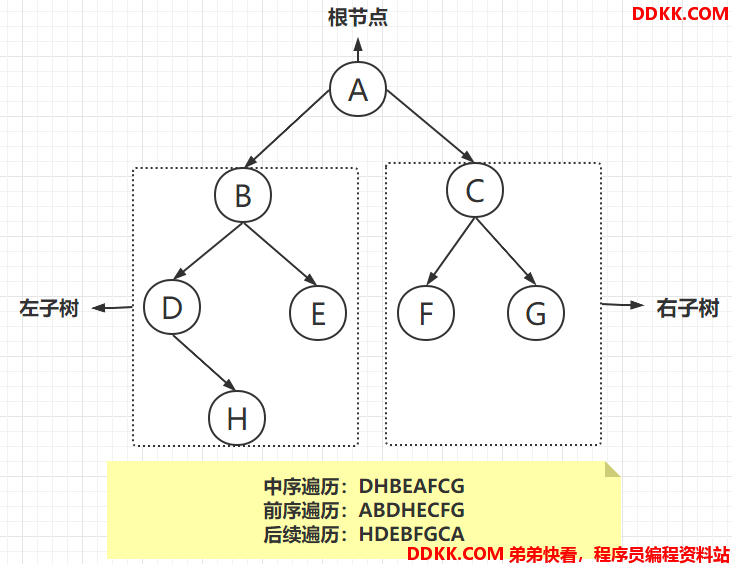 根节点
DDKK.COM
A
B
C
D
E
F
G
左子树
右子树
H
中序遍历：DHBEAFCG
前序遍历：ABDHECFG
后续遍历：HDEBFGCA
DDKK.COM 弟弟快看，程序员编程资料站